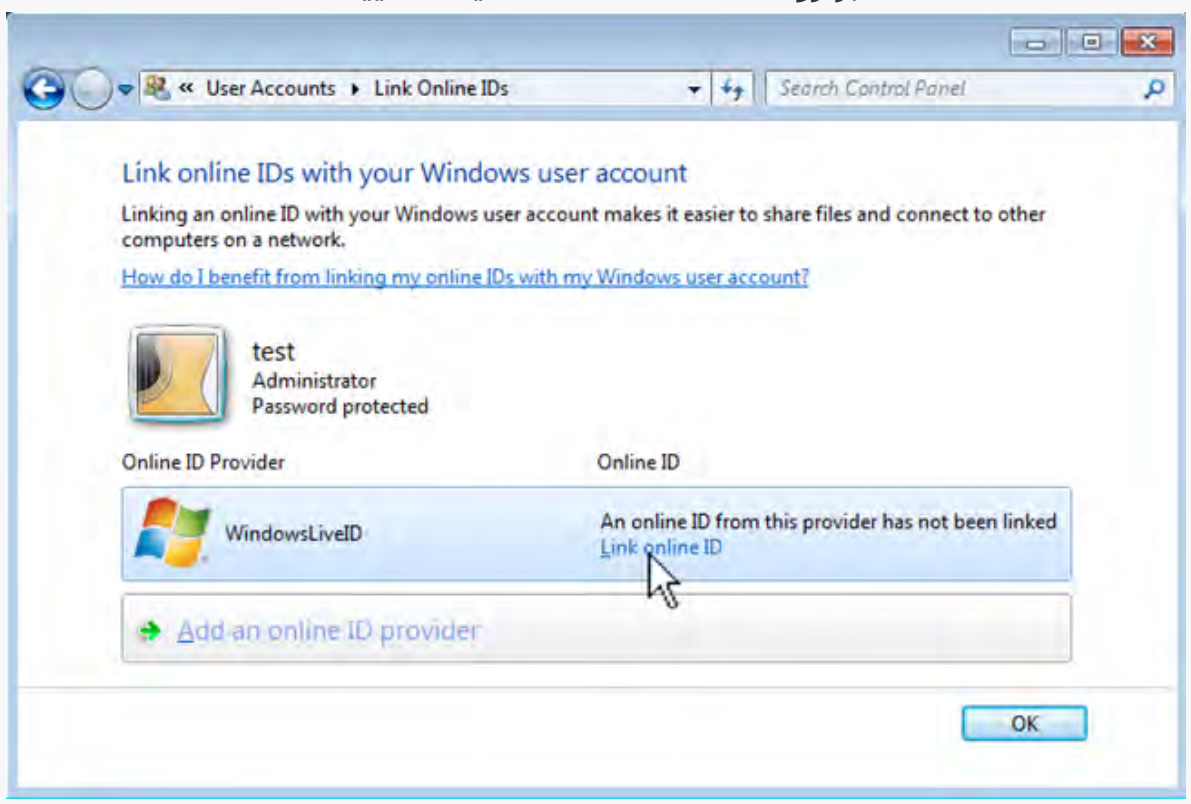 « User Accounts ▸ Link Online IDs
Search Control Panel
Link online IDs with your Windows user account
Linking an online ID with your Windows user account makes it easier to share files and connect to other
computers on a network.
How do I benefit from linking my online IDs with my Windows user account?
test
Administrator
Password protected
Online ID Provider
Online ID
WindowsLiveID
An online ID from this provider has not been linked
Link online ID
Add an online ID provider
OK